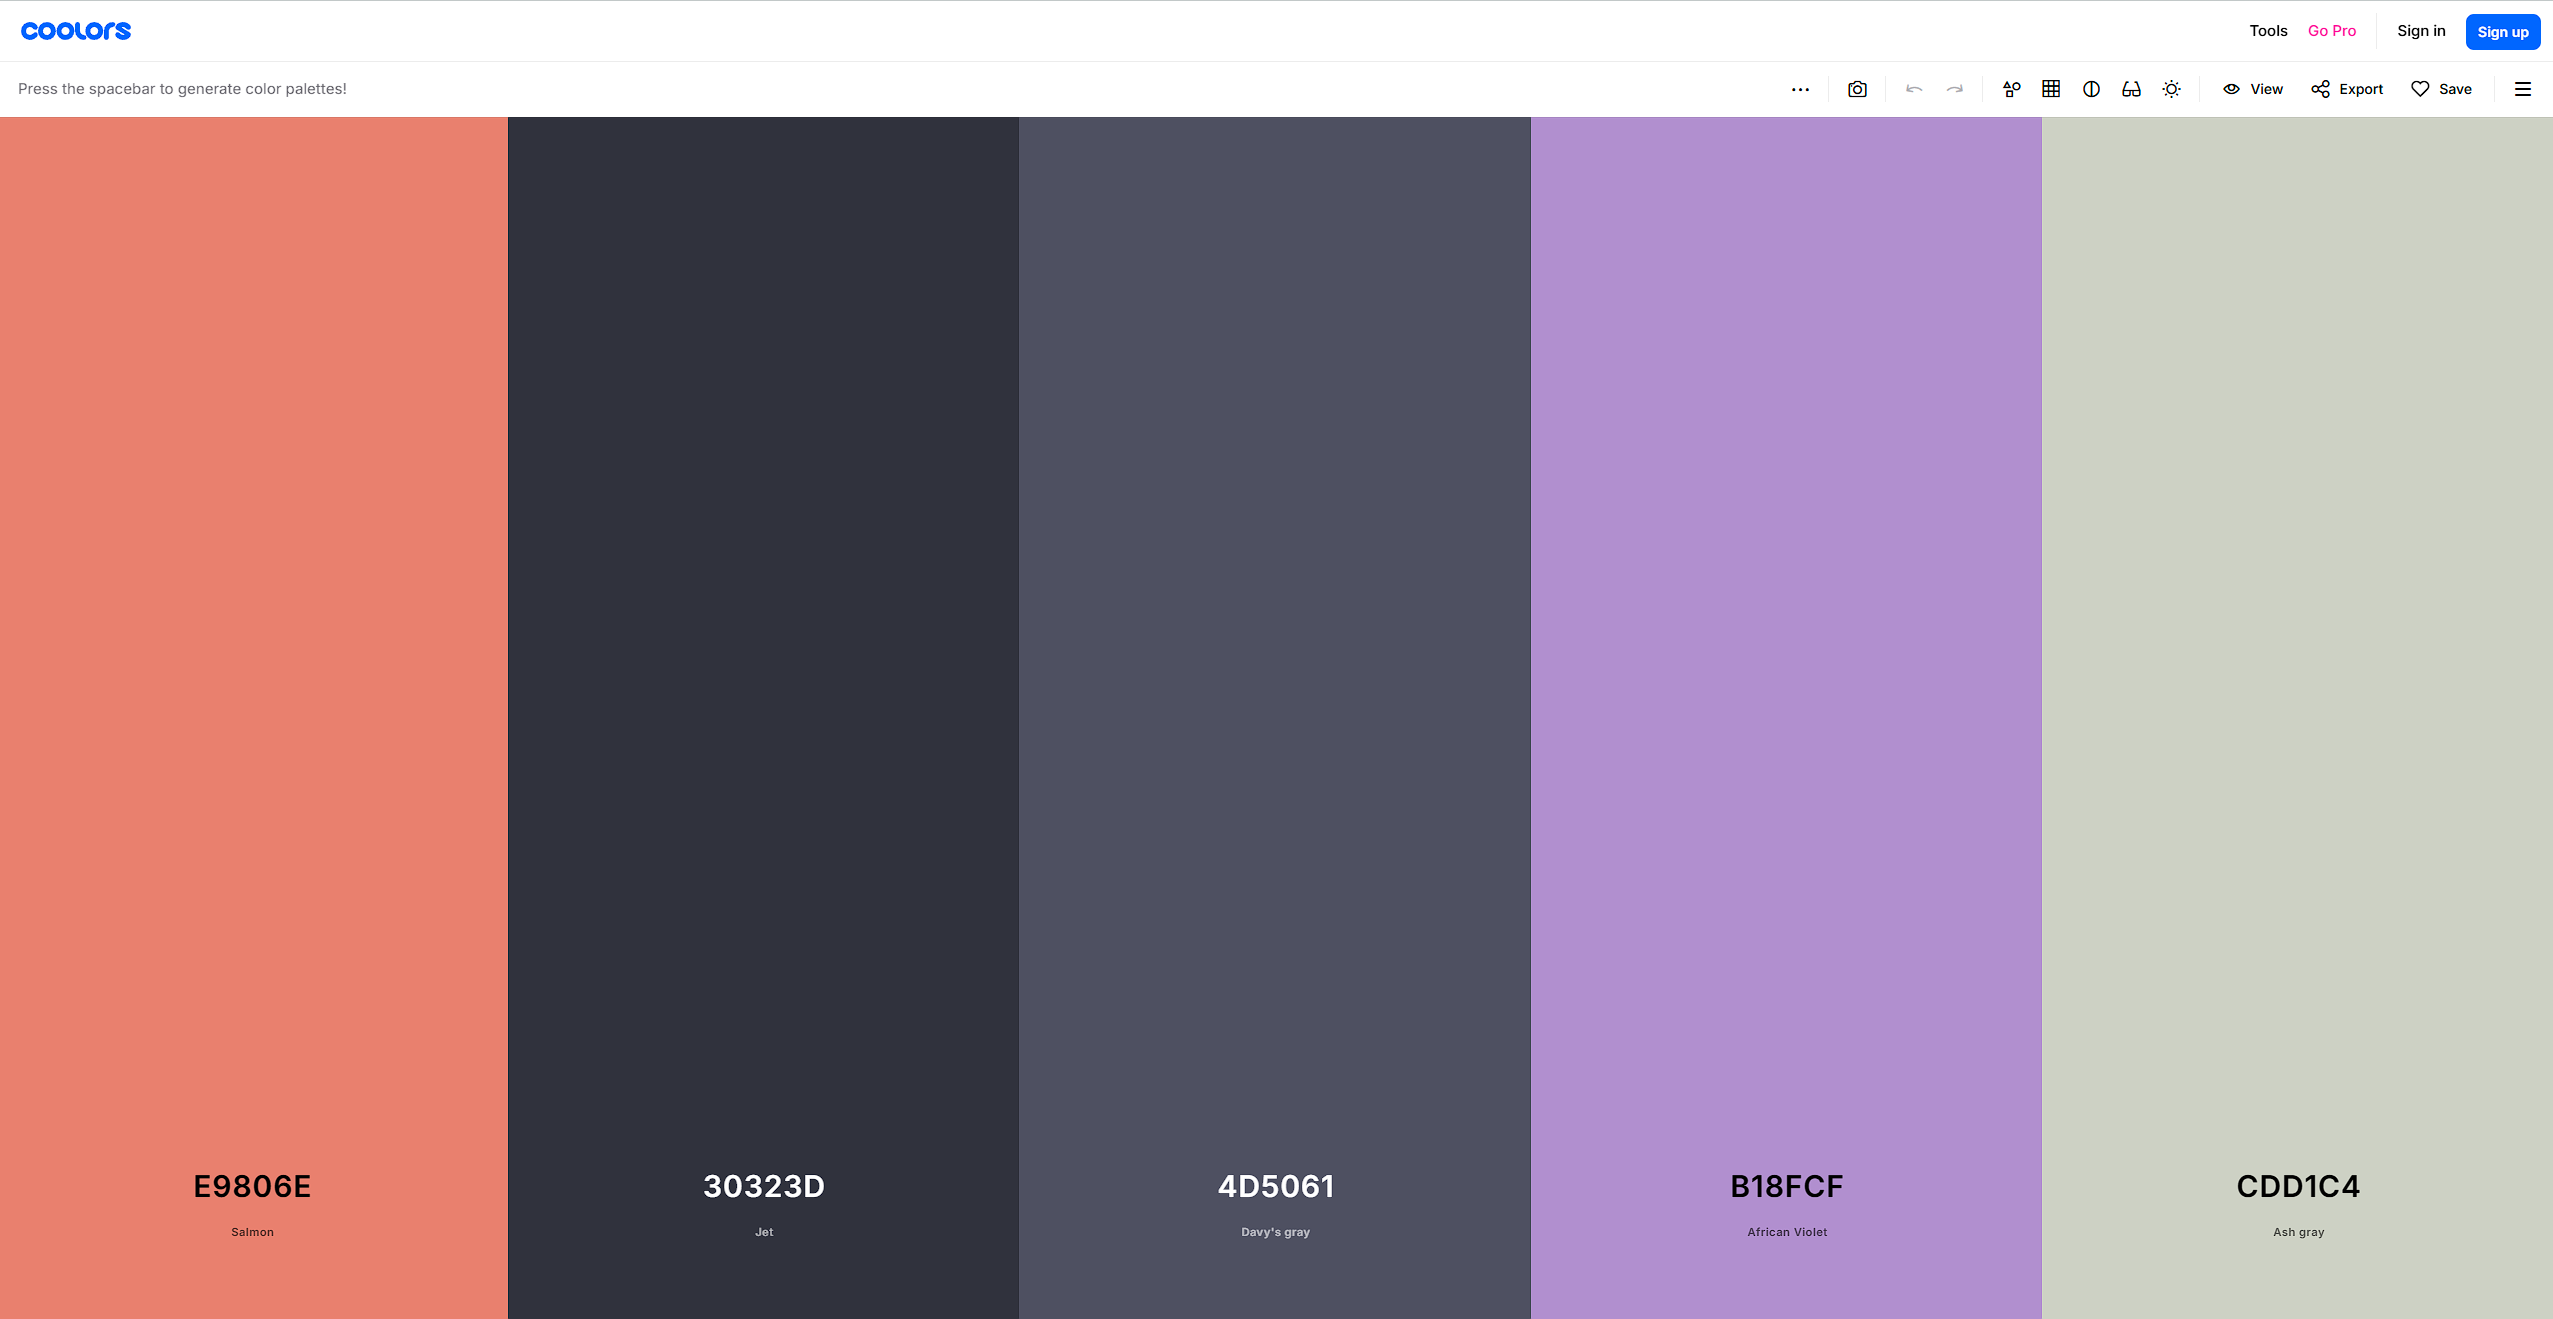 coolors
Tools Go Pro Sign in Sign up
Press the spacebar to generate color palettes!
View Export Save
E9806E
Salmon
30323D
Jet
4D5061
Davy's gray
B18FCF
African Violet
CDD1C4
Ash gray